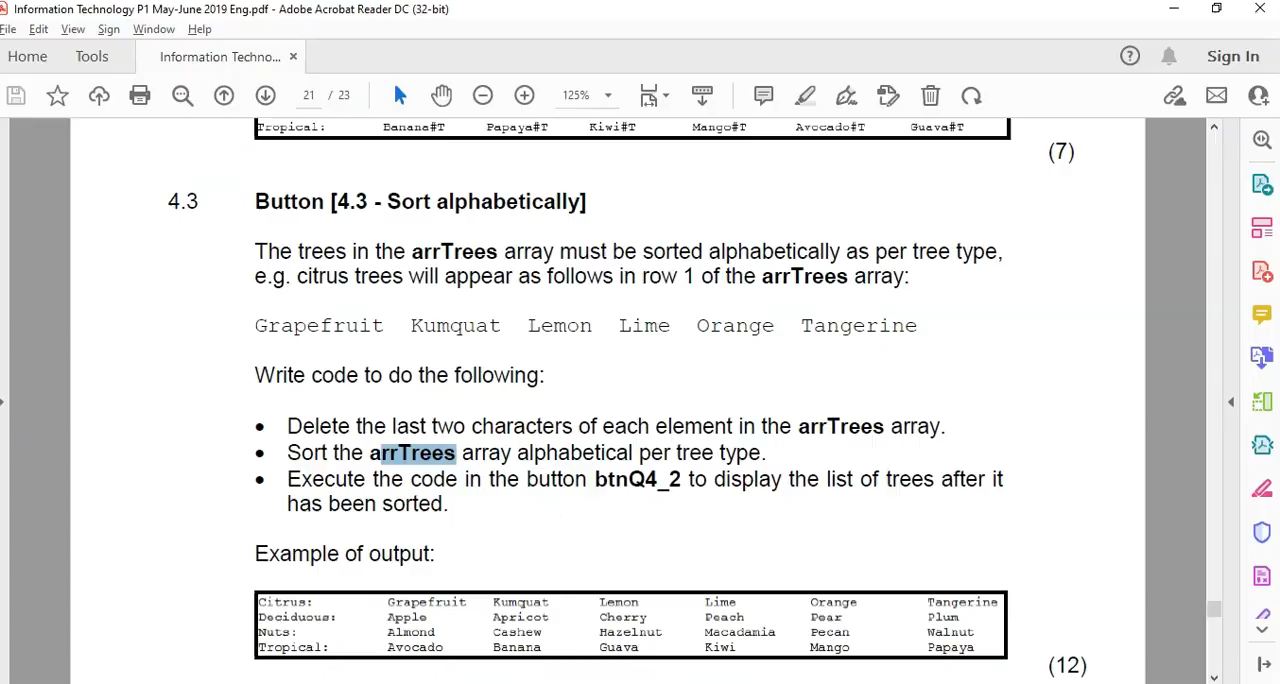 Information Technology P1 May-June 2019 Eng.pdf - Adobe Acrobat Reader DC (32-bit)
File Edit View Sign Window Help
Home Tools Information Techno... × Sign In
21 / 23 125%
Tropical: Banana#T Papaya#T Kiwi#T Mango#T Avocado#T Guava#T
(7)
4.3 Button [4.3 - Sort alphabetically]
The trees in the arrTrees array must be sorted alphabetically as per tree type,
e.g. citrus trees will appear as follows in row 1 of the arrTrees array:
Grapefruit Kumquat Lemon Lime Orange Tangerine
Write code to do the following:
• Delete the last two characters of each element in the arrTrees array.
• Sort the arrTrees array alphabetical per tree type.
• Execute the code in the button btnQ4_2 to display the list of trees after it
has been sorted.
Example of output:
Citrus: Grapefruit Kumquat Lemon Lime Orange Tangerine
Deciduous: Apple Apricot Cherry Peach Pear Plum
Nuts: Almond Cashew Hazelnut Macadamia Pecan Walnut
Tropical: Avocado Banana Guava Kiwi Mango Papaya
(12)